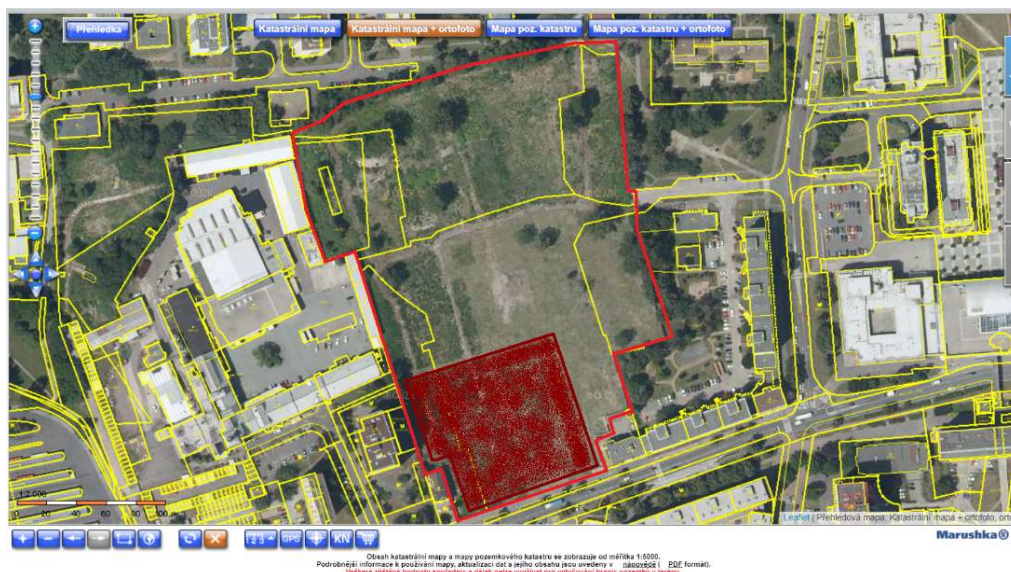 Přehledka
Katastrální mapa
Katastrální mapa + ortofoto
Mapa poz. katastru
Mapa poz. katastru + ortofoto
1:2 000
0 20 40 60 80 100 m
Leaflet | Přehledová mapa, Katastrální mapa + ortofoto, orto
GPS
KN
Marushka®
Obsah katastrální mapy a mapy pozemkového katastru se zobrazuje od měřítka 1:5000.
Podrobnější informace k používání mapy, aktualizaci dat a jejího obsahu jsou uvedeny v nápovědě ( PDF formát).